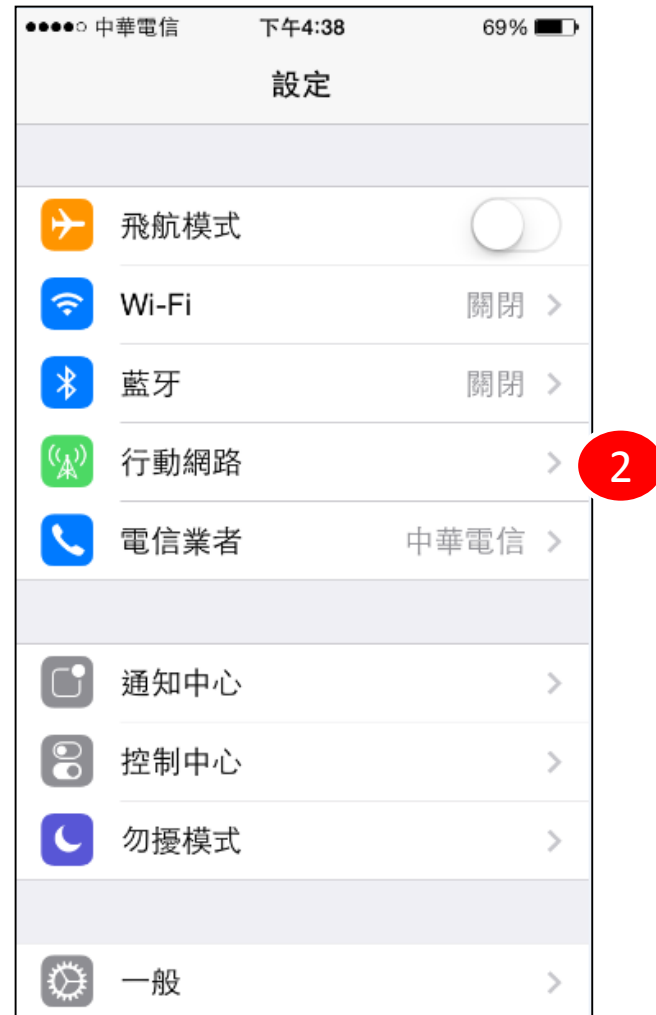 中華電信 下午4:38 69%
設定
飛航模式
Wi-Fi 關閉
藍牙 關閉
行動網路 2
電信業者 中華電信
通知中心
控制中心
勿擾模式
一般